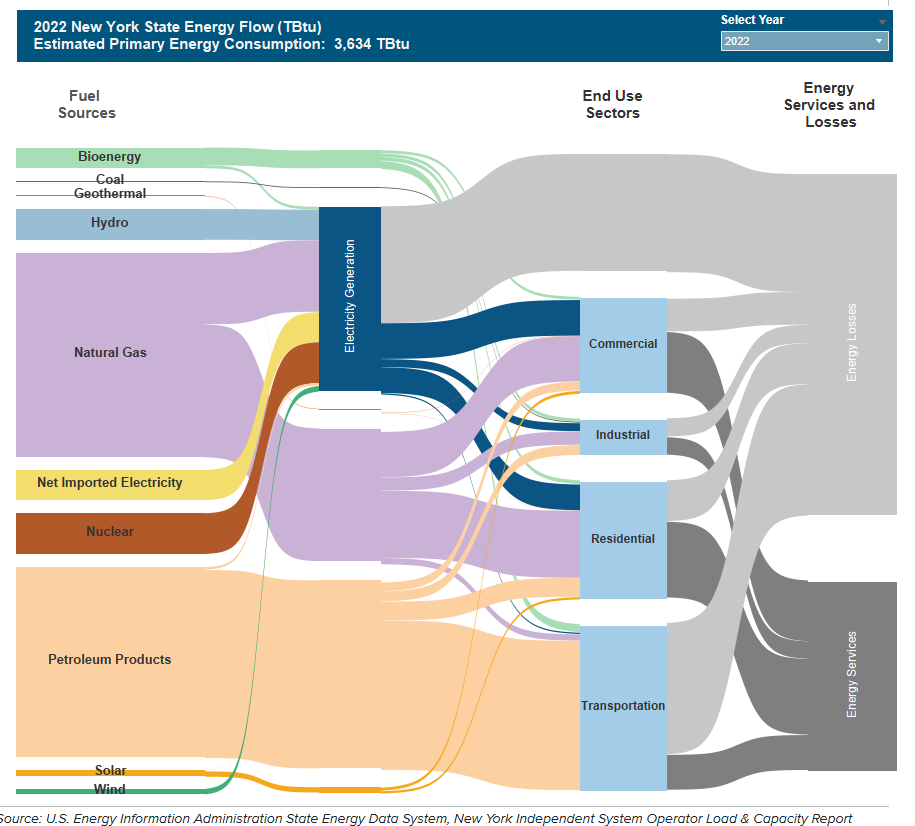 2022 New York State Energy Flow (TBtu)
Estimated Primary Energy Consumption:  3,634 TBtu
Select Year
2022
Fuel
Sources
End Use
Sectors
Energy
Services and
Losses
Bioenergy
Coal
Geothermal
Hydro
Natural Gas
Net Imported Electricity
Nuclear
Petroleum Products
Solar
Wind
Electricity Generation
Commercial
Industrial
Residential
Transportation
Energy Losses
Energy Services
Source: U.S. Energy Information Administration State Energy Data System, New York Independent System Operator Load & Capacity Report